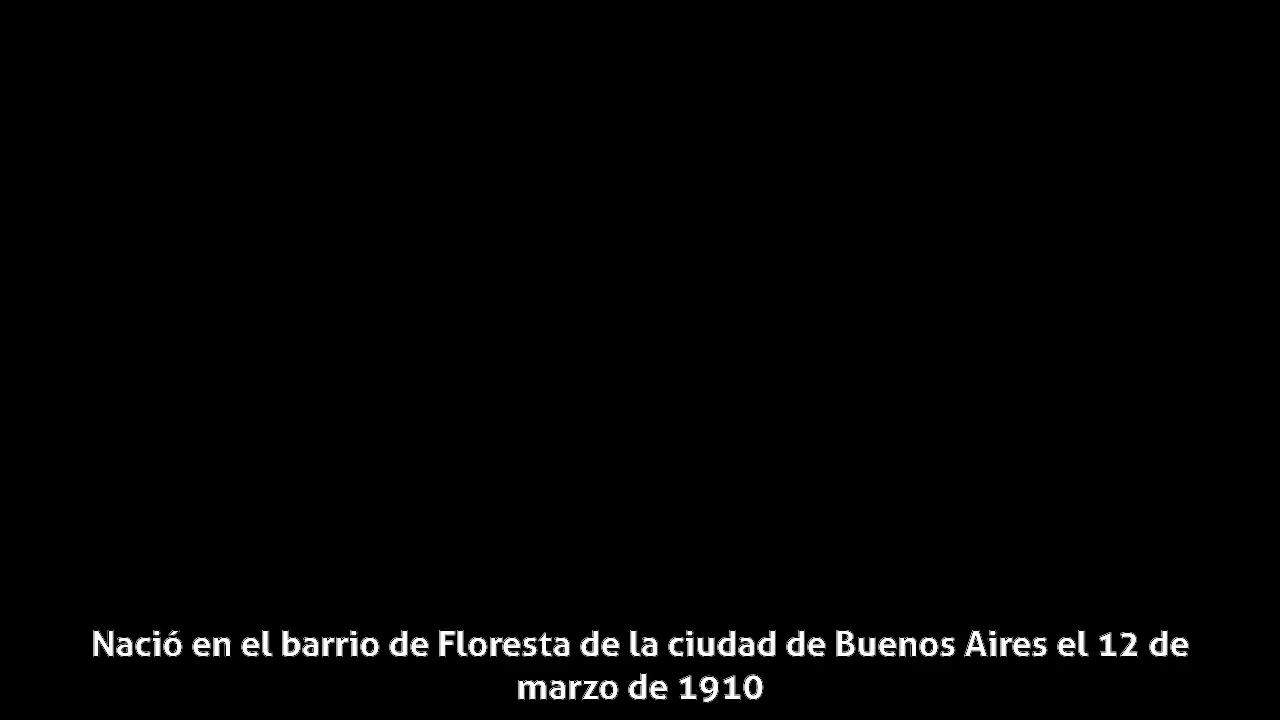 Nació en el barrio de Floresta de la ciudad de Buenos Aires el 12 de
marzo de 1910